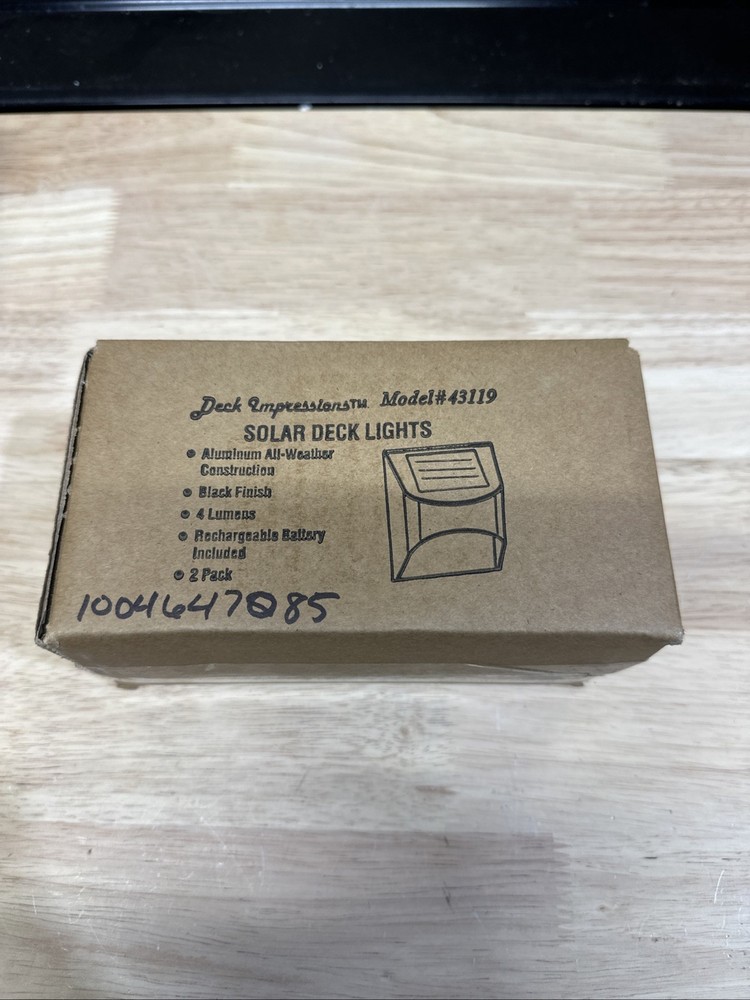 Deck Impressions™ Model#43119
SOLAR DECK LIGHTS
• Aluminum All-Weather
Construction
• Black Finish
• 4 Lumens
• Rechargeable Battery
Included
• 2 Pack
1004647085